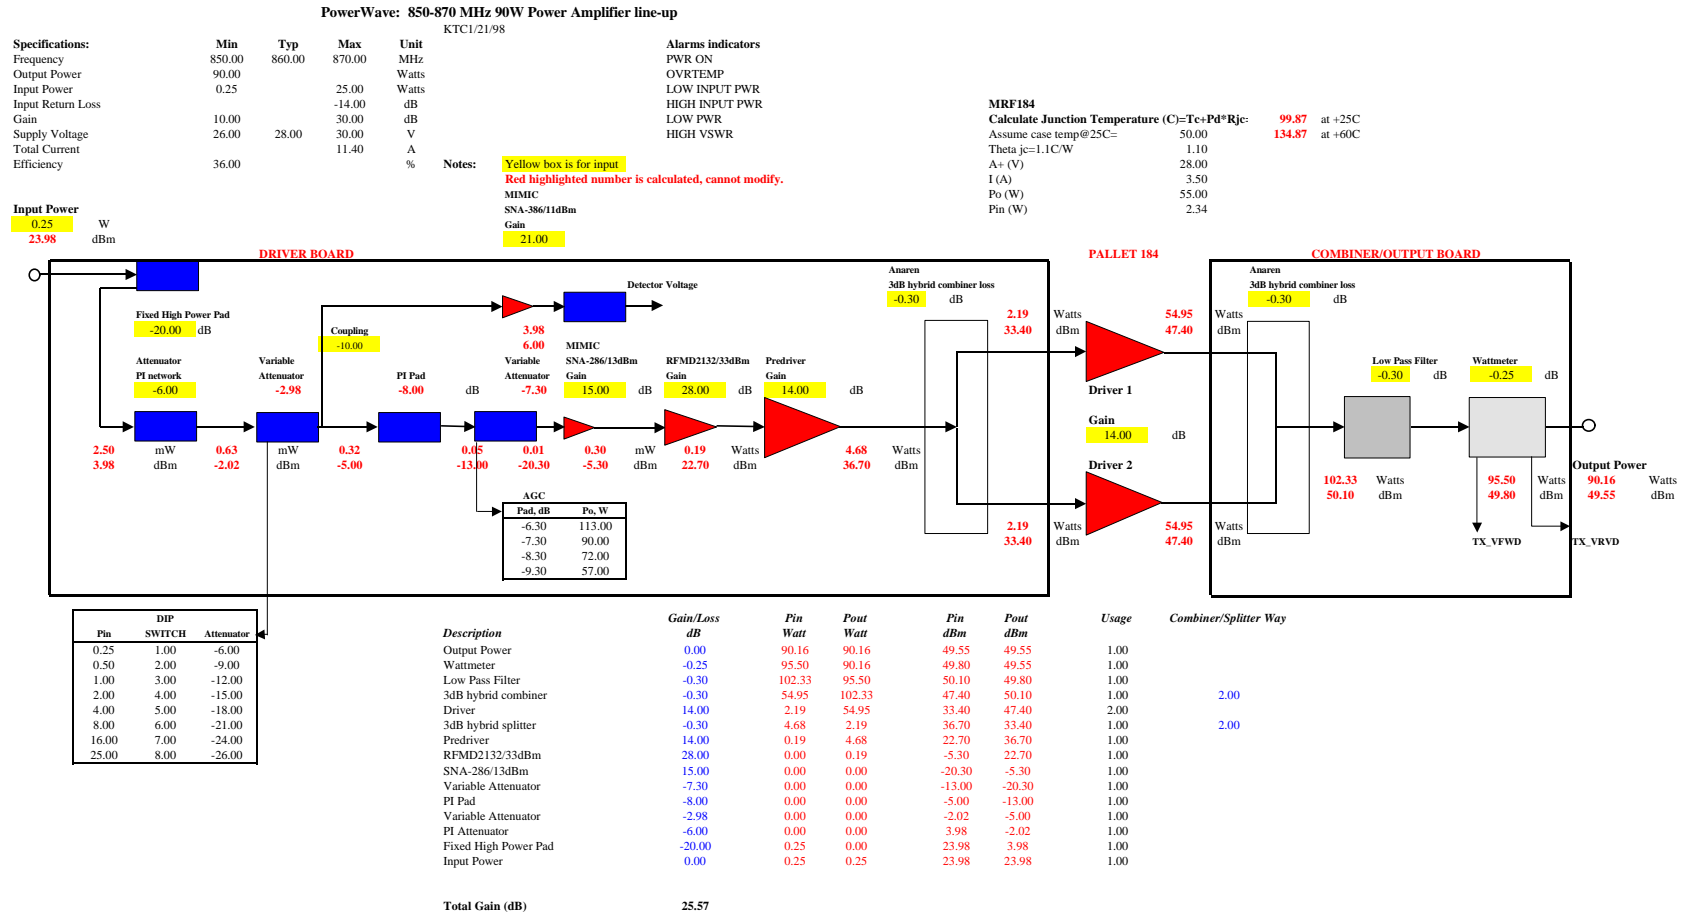 PowerWave: 850-870 MHz 90W Power Amplifier line-up
KTC1/21/98
Specifications: Min Typ Max Unit Alarms indicators
Frequency 850.00 860.00 870.00 MHz PWR ON
Output Power 90.00 Watts OVRTEMP
Input Power 0.25 25.00 Watts LOW INPUT PWR
Input Return Loss -14.00 dB HIGH INPUT PWR MRF184
Gain 10.00 30.00 dB LOW PWR Calculate Junction Temperature (C)=Tc+Pd*Rjc: 99.87 at +25C
Supply Voltage 26.00 28.00 30.00 V HIGH VSWR Assume case temp@25C= 50.00 134.87 at +60C
Total Current 11.40 A Theta jc=1.1C/W 1.10
Efficiency 36.00 % Notes: Yellow box is for input A+ (V) 28.00
Red highlighted number is calculated, cannot modify. I (A) 3.50
MIMIC Po (W) 55.00
Input Power SNA-386/11dBm Pin (W) 2.34
0.25 W Gain
23.98 dBm 21.00
DRIVER BOARD PALLET 184 COMBINER/OUTPUT BOARD
Anaren Anaren
Detector Voltage 3dB hybrid combiner loss 3dB hybrid combiner loss
-0.30 dB -0.30 dB
Fixed High Power Pad 2.19 Watts 54.95 Watts
-20.00 dB Coupling 3.98 33.40 dBm 47.40 dBm
-10.00 6.00 MIMIC
Attenuator Variable Variable SNA-286/13dBm RFMD2132/33dBm Predriver Low Pass Filter Wattmeter
PI network Attenuator PI Pad Attenuator Gain Gain Gain -0.30 dB -0.25 dB
-6.00 -2.98 -8.00 dB -7.30 15.00 dB 28.00 dB 14.00 dB Driver 1
Gain
14.00 dB
2.50 mW 0.63 mW 0.32 0.05 0.01 0.30 mW 0.19 Watts 4.68 Watts
3.98 dBm -2.02 dBm -5.00 -13.00 -20.30 -5.30 dBm 22.70 dBm 36.70 dBm Driver 2 Output Power
102.33 Watts 95.50 Watts 90.16 Watts
50.10 dBm 49.80 dBm 49.55 dBm
AGC
Pad, dB Po, W
-6.30 113.00 2.19 Watts 54.95 Watts
-7.30 90.00 33.40 dBm 47.40 dBm TX_VFWD TX_VRVD
-8.30 72.00
-9.30 57.00
DIP
Pin SWITCH Attenuator
0.25 1.00 -6.00
0.50 2.00 -9.00
1.00 3.00 -12.00
2.00 4.00 -15.00
4.00 5.00 -18.00
8.00 6.00 -21.00
16.00 7.00 -24.00
25.00 8.00 -26.00
Gain/Loss Pin Pout Pin Pout Usage Combiner/Splitter Way
Description dB Watt Watt dBm dBm
Output Power 0.00 90.16 90.16 49.55 49.55 1.00
Wattmeter -0.25 95.50 90.16 49.80 49.55 1.00
Low Pass Filter -0.30 102.33 95.50 50.10 49.80 1.00
3dB hybrid combiner -0.30 54.95 102.33 47.40 50.10 1.00 2.00
Driver 14.00 2.19 54.95 33.40 47.40 2.00
3dB hybrid splitter -0.30 4.68 2.19 36.70 33.40 1.00 2.00
Predriver 14.00 0.19 4.68 22.70 36.70 1.00
RFMD2132/33dBm 28.00 0.00 0.19 -5.30 22.70 1.00
SNA-286/13dBm 15.00 0.00 0.00 -20.30 -5.30 1.00
Variable Attenuator -7.30 0.00 0.00 -13.00 -20.30 1.00
PI Pad -8.00 0.00 0.00 -5.00 -13.00 1.00
Variable Attenuator -2.98 0.00 0.00 -2.02 -5.00 1.00
PI Attenuator -6.00 0.00 0.00 3.98 -2.02 1.00
Fixed High Power Pad -20.00 0.25 0.00 23.98 3.98 1.00
Input Power 0.00 0.25 0.25 23.98 23.98 1.00
Total Gain (dB) 25.57